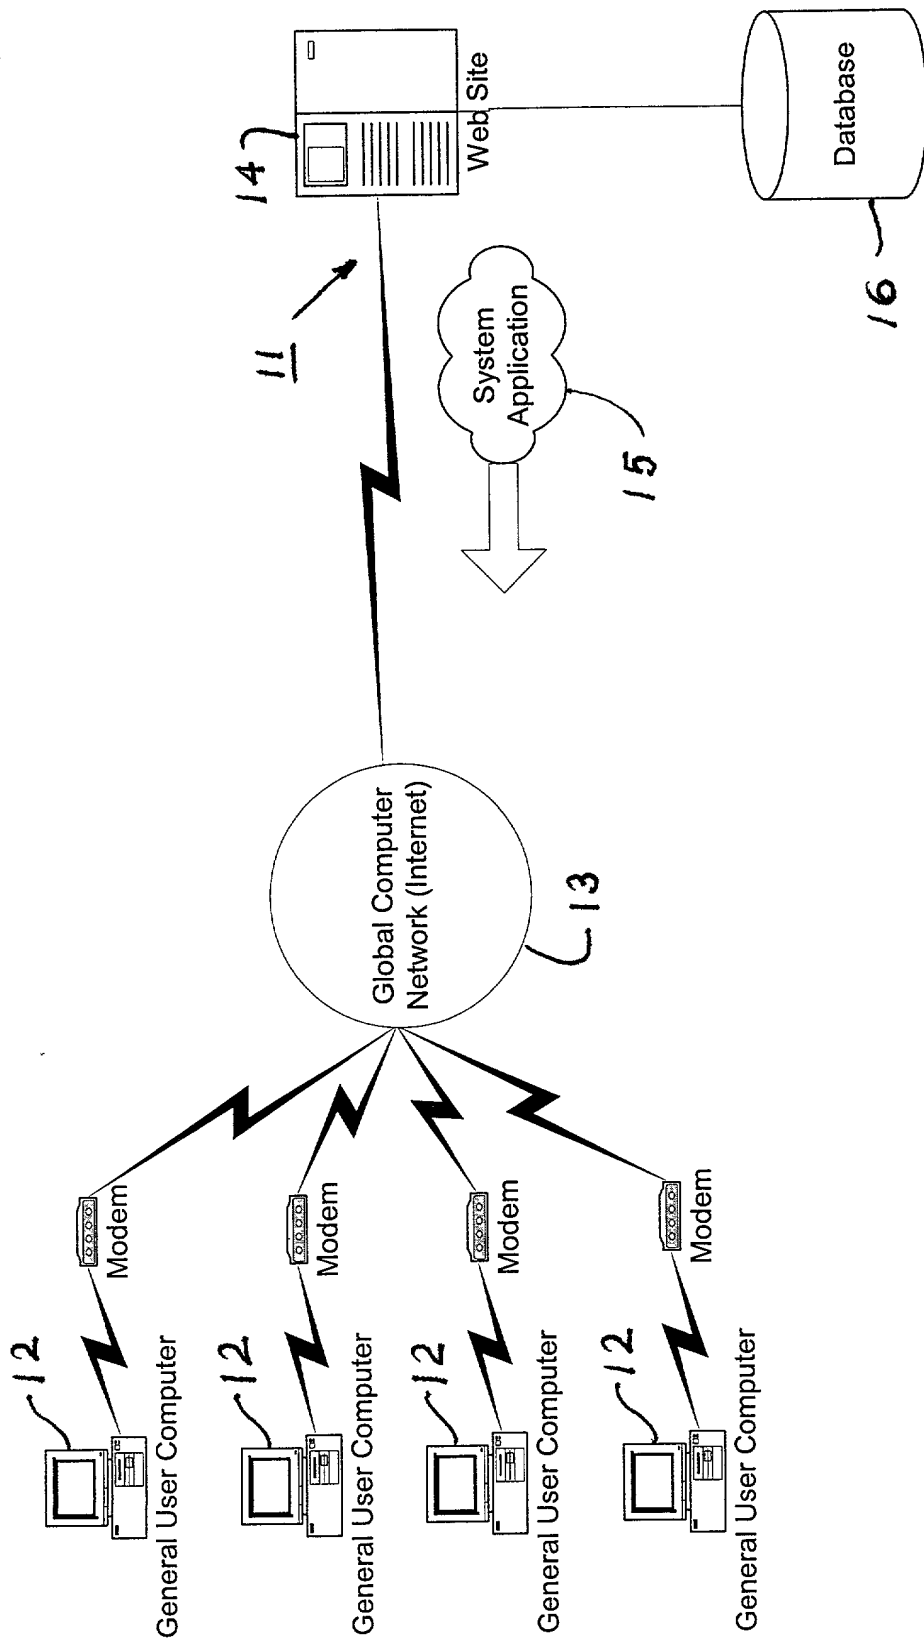 12
General User Computer
Modem
12
General User Computer
Modem
12
General User Computer
Modem
12
General User Computer
Modem
Global Computer
Network (Internet)
13
11
14
Web Site
System
Application
15
Database
16